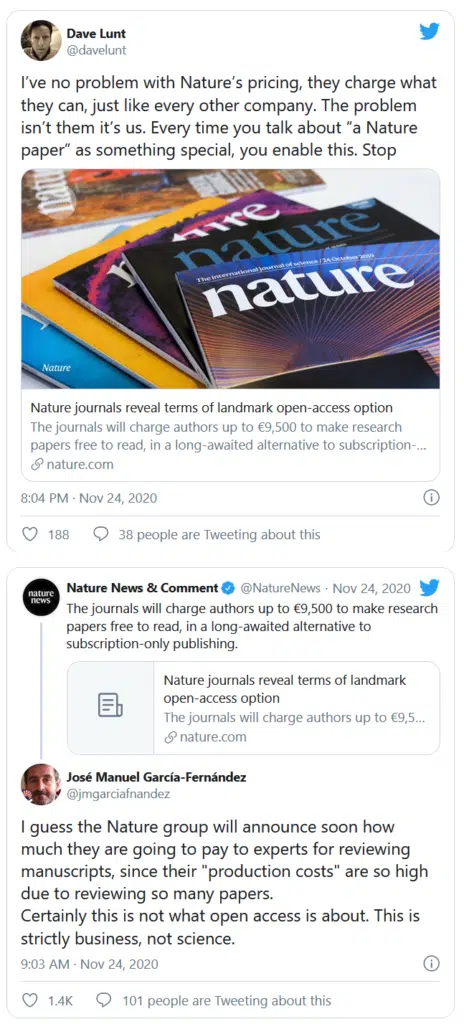 Dave Lunt
@davelunt
I've no problem with Nature's pricing, they charge what
they can, just like every other company. The problem
isn't them it's us. Every time you talk about “a Nature
paper” as something special, you enable this. Stop
nature
nature
nature
The international journal of science / 24 October 2019
nature
Nature
Nature journals reveal terms of landmark open-access option
The journals will charge authors up to €9,500 to make research
papers free to read, in a long-awaited alternative to subscription-...
nature.com
8:04 PM · Nov 24, 2020
188
38 people are Tweeting about this
nature
news
Nature News & Comment @NatureNews · Nov 24, 2020
The journals will charge authors up to €9,500 to make research
papers free to read, in a long-awaited alternative to
subscription-only publishing.
Nature journals reveal terms of landmark
open-access option
The journals will charge authors up to €9,5...
nature.com
José Manuel García-Fernández
@jmgarciafnandez
I guess the Nature group will announce soon how
much they are going to pay to experts for reviewing
manuscripts, since their "production costs" are so high
due to reviewing so many papers.
Certainly this is not what open access is about. This is
strictly business, not science.
9:03 AM · Nov 24, 2020
1.4K
101 people are Tweeting about this